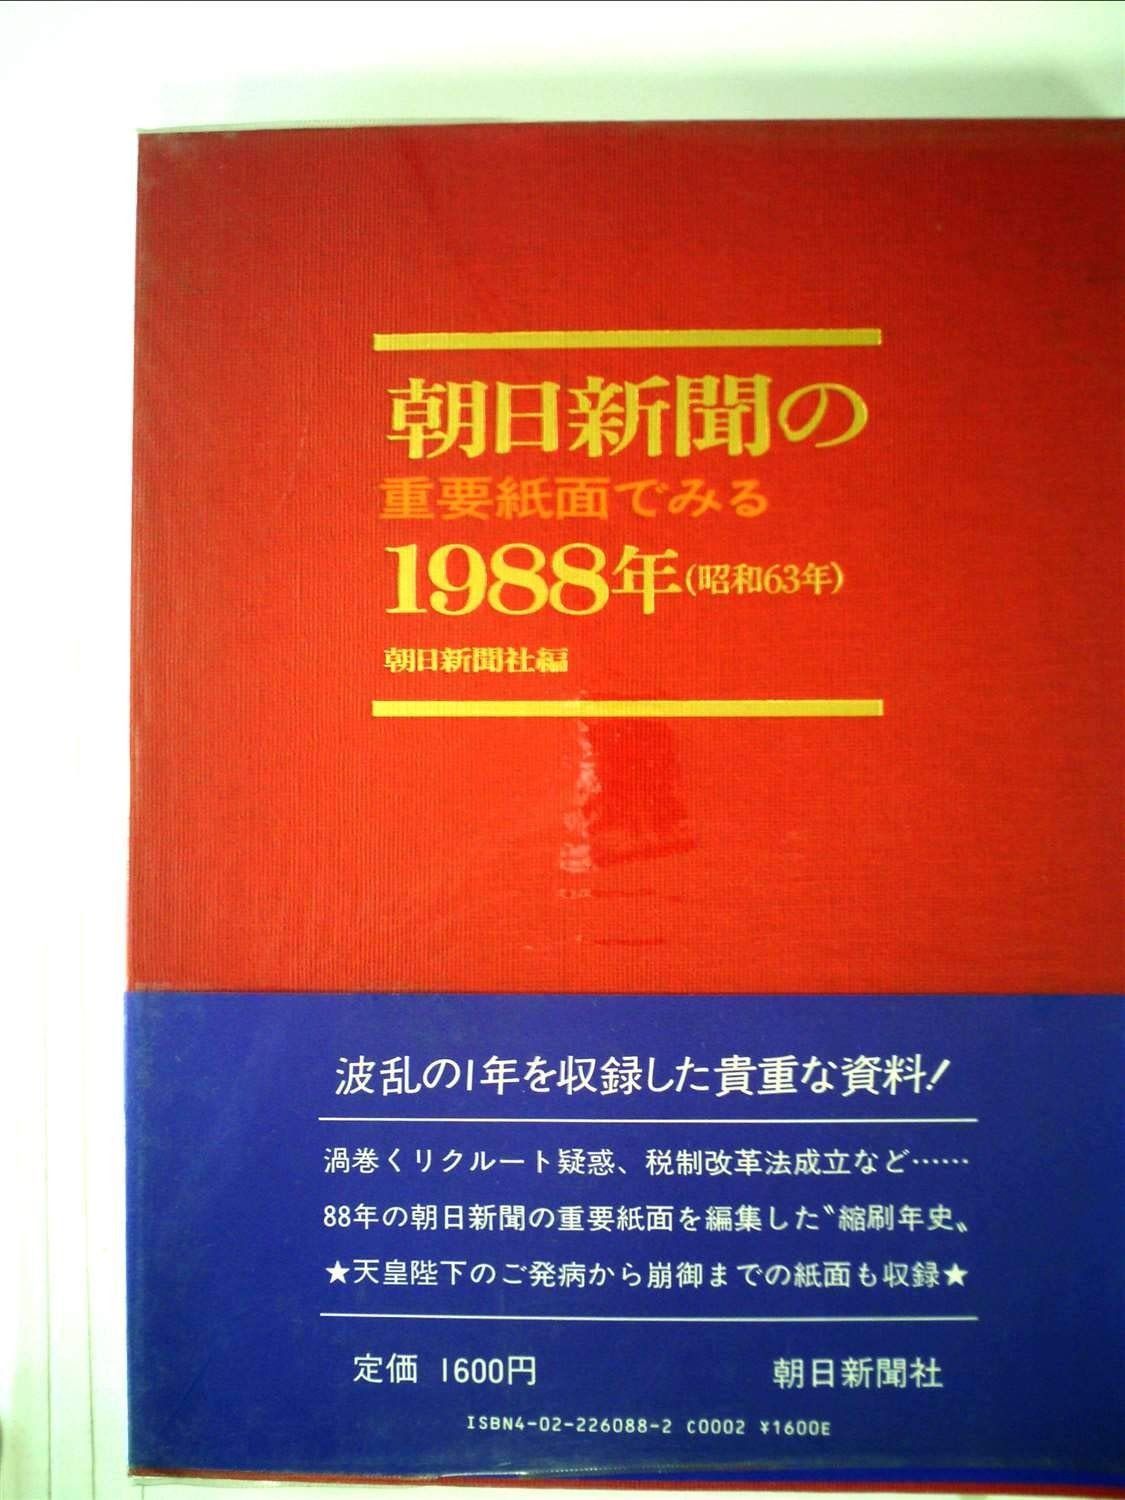 朝日新聞の
重要紙面でみる
1988年(昭和63年)
朝日新聞社編
波乱の1年を収録した貴重な資料!
渦巻くリクルート疑惑、税制改革法成立など……
88年の朝日新聞の重要紙面を編集した〝縮刷年史〟
★天皇陛下のご発病から崩御までの紙面も収録★
定価 1600円 朝日新聞社
ISBN4-02-226088-2 C0002 ¥1600E